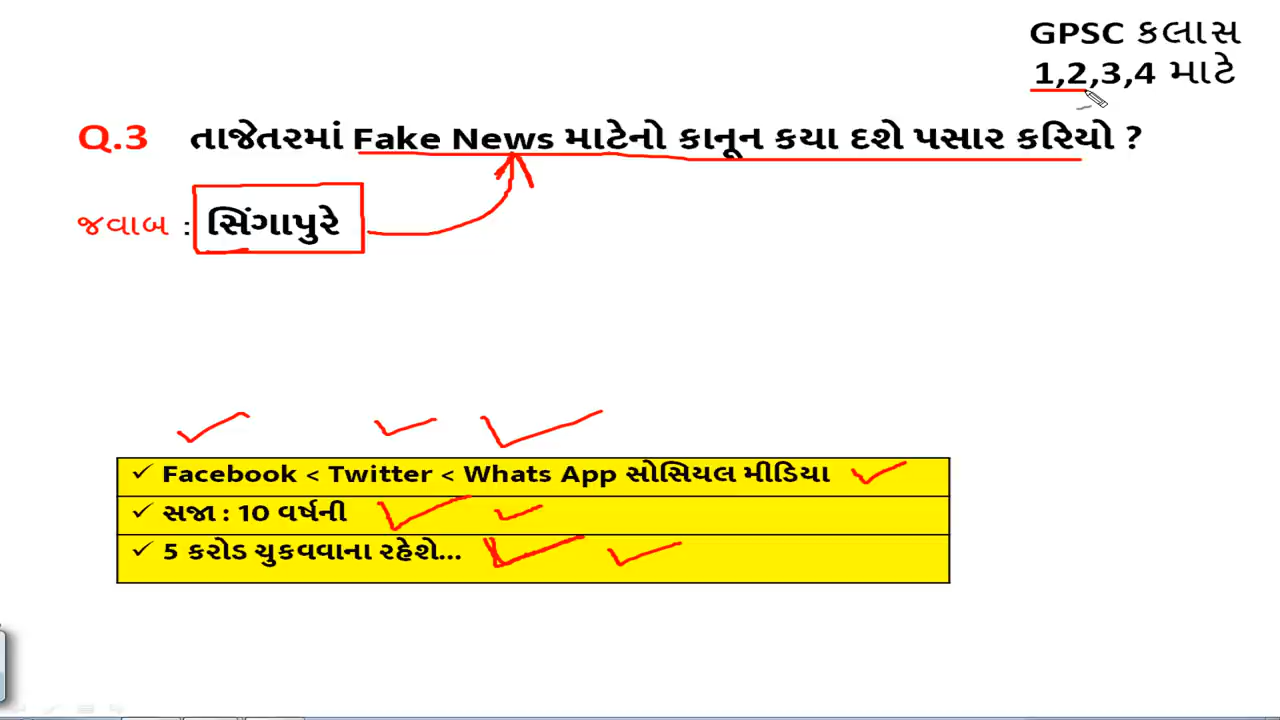 GPSC કલાસ
1,2,3,4 માટે
Q.3 તાજેતરમાં Fake News માટેનો કાનૂન કયા દશે પસાર કરિયો ?
જવાબ : સિંગાપુરે
✓ Facebook < Twitter < Whats App સોસિયલ મીડિયા
✓ સજા : 10 વર્ષની
✓ 5 કરોડ ચુકવવાના રહેશે...